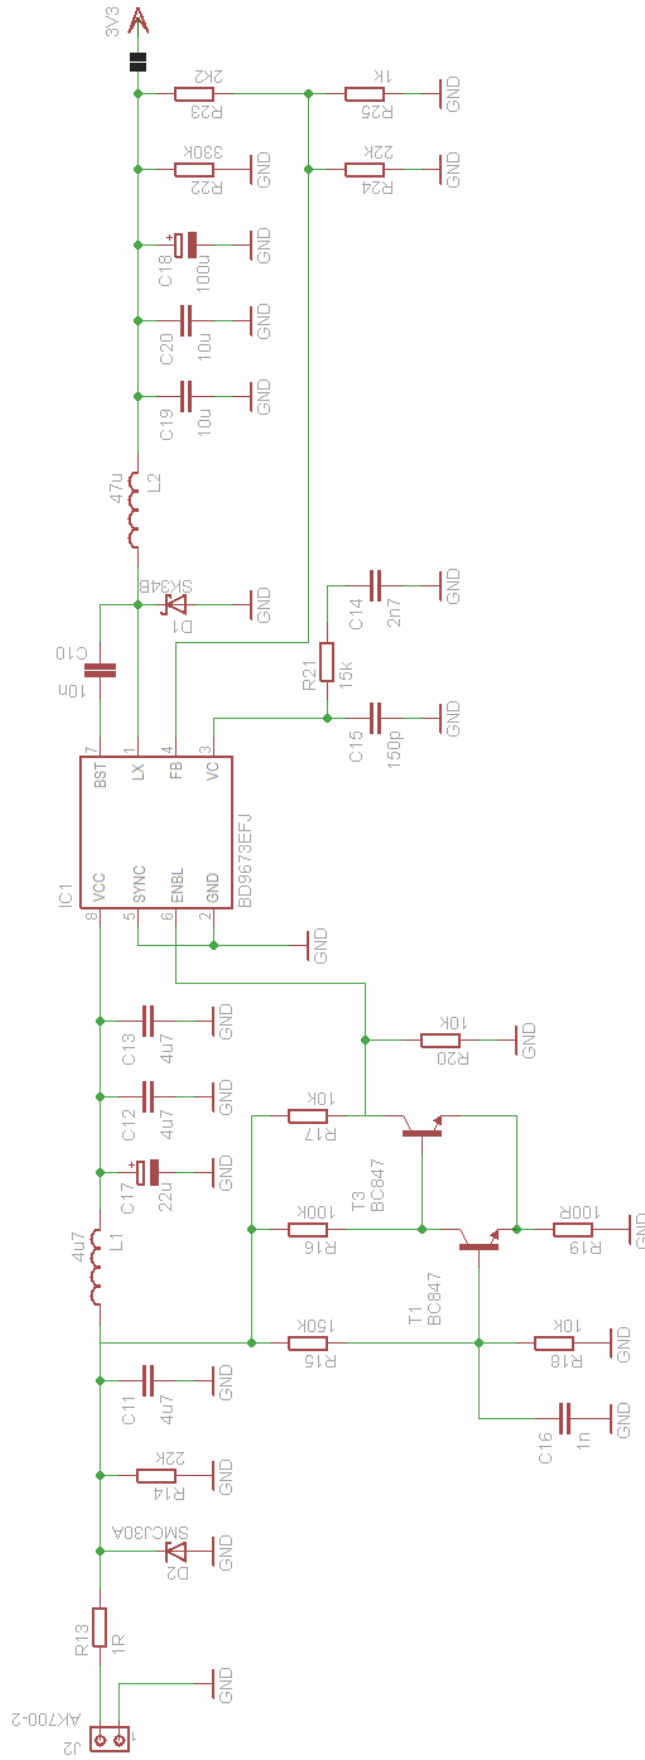 3V3
2k2
R23
1k
R25
GND
330k
R22
GND
22k
R24
GND
+
C18
100u
GND
C20
10u
GND
C19
10u
GND
47u
L2
SK34B
D1
GND
C14
2n7
GND
C10
10n
R21
15k
C15
150p
GND
7
1
4
3
BST
LX
FB
VC
IC1
BD9673EFJ
VCC
SYNC
ENBL
GND
8
5
6
2
GND
C13
4u7
GND
10k
R20
GND
C12
4u7
GND
10k
R17
T3
BC847
+
C17
22u
GND
4u7
L1
100k
R16
100R
R19
GND
T1
BC847
150k
R15
10k
R18
GND
C11
4u7
GND
C16
1n
GND
22k
R14
GND
SMCJ30A
D2
GND
R13
1R
GND
AK700-2
J2
1